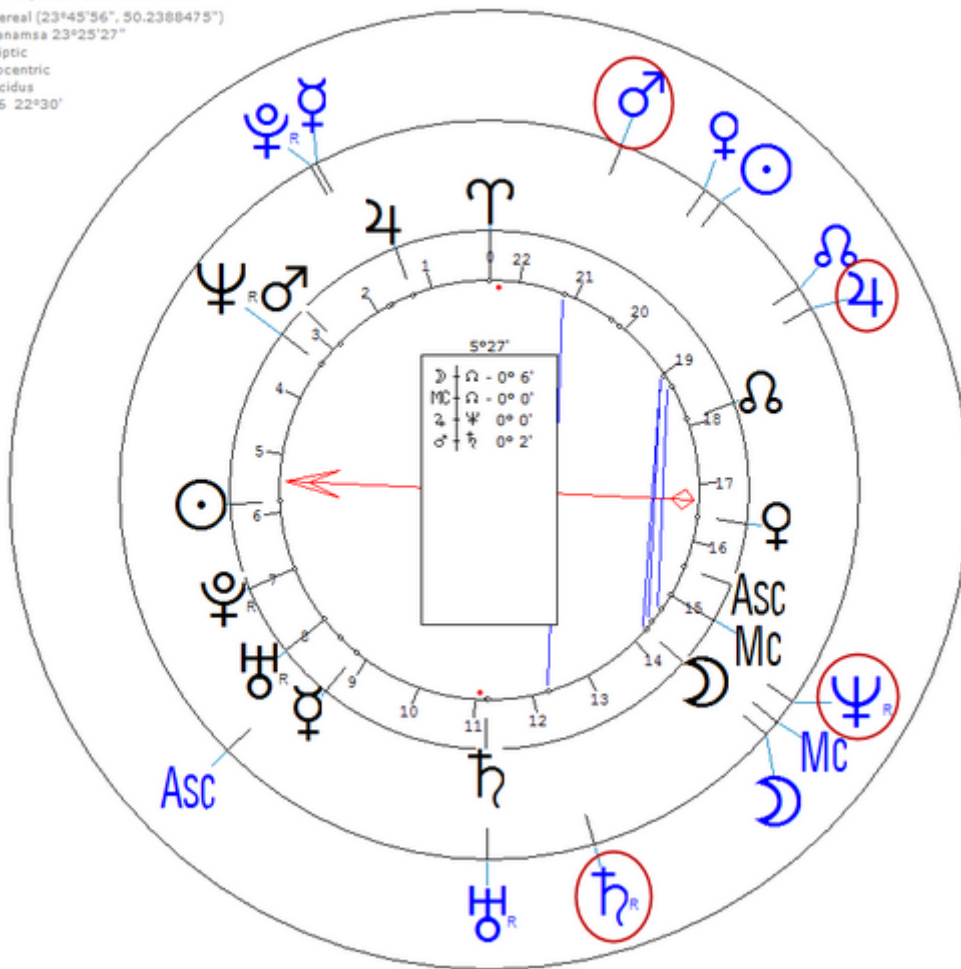 ereal (23°45'56", 50.2388475")
anamsa 23°25'27"
iptic
ocentric
cidus
6 22°30'
♇ R ☿
♂
♀ ☉
☊
♃
♃
♈
♆ R ♂
0
1
2
3
4
5
6
7
8
9
10
11
12
13
14
15
16
17
18
19
20
21
22
5°27'
☽ ☊ - 0° 6'
MC ☊ - 0° 0'
♃ ♆ 0° 0'
♂ ♄ 0° 2'
☊
☉
♀
♇ R
Asc
Mc
♅ R
☿
☽
♄
Asc
♆ R
Mc
☽
♅ R
♄ R